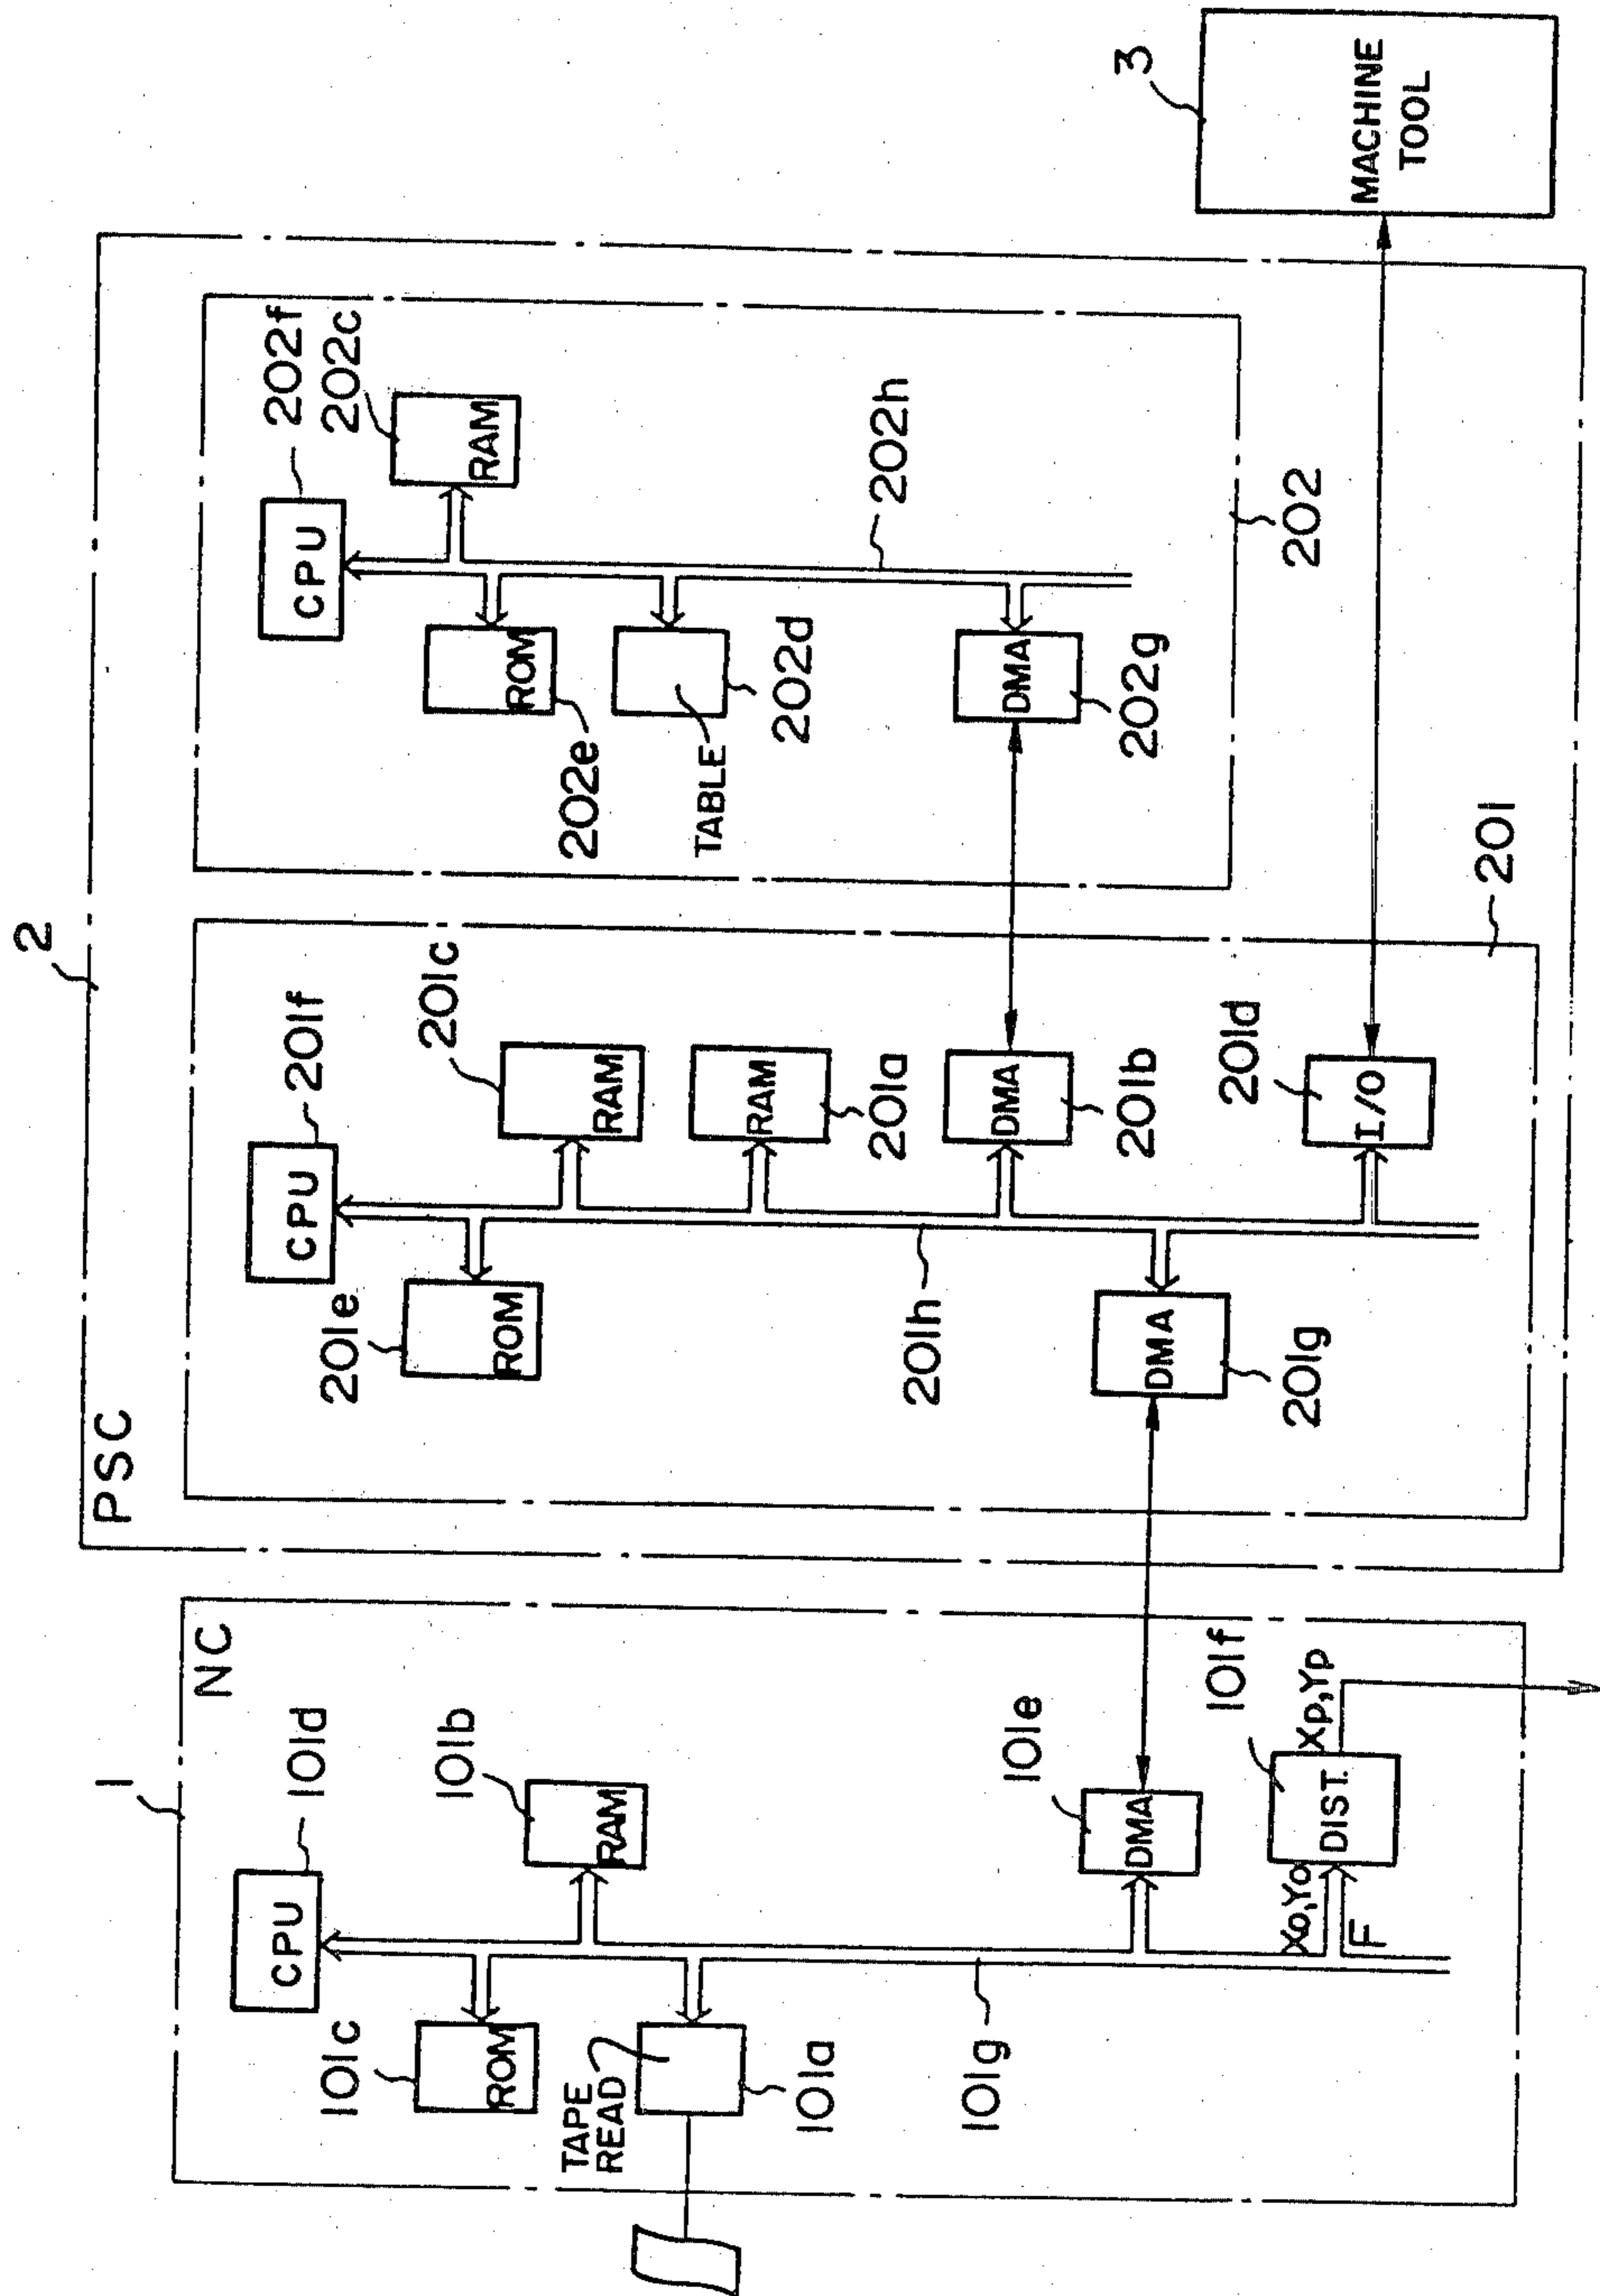 1
NC
CPU
101d
101c
ROM
101b
RAM
TAPE
READ
101a
101g
101e
DMA
101f
Xo,Yo
F
DIST.
Xp,Yp
2
PSC
CPU
201f
201e
ROM
201c
RAM
RAM
201a
201h
DMA
201b
DMA
201g
201d
I/O
201
CPU
202f
202c
RAM
ROM
202e
TABLE
202d
202h
DMA
202g
202
3
MACHINE
TOOL